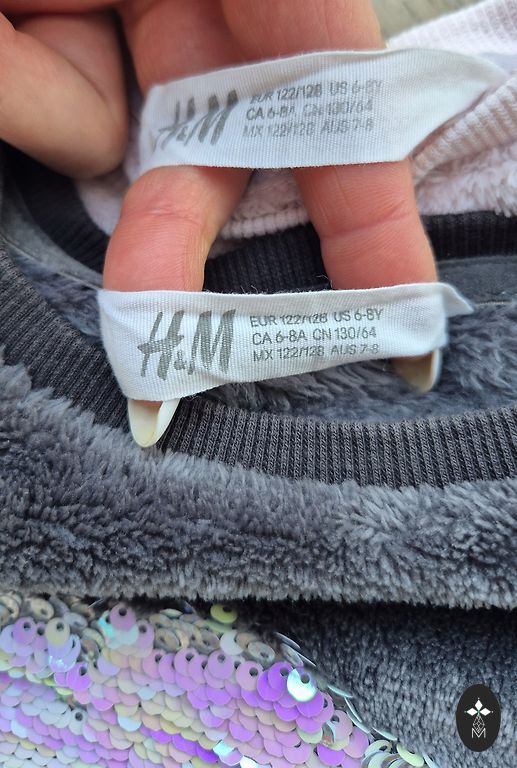 H&M
EUR 122/128 US 6-8Y
CA 6-8A CN 130/64
MX 122/128 AUS 7-8
H&M
EUR 122/128 US 6-8Y
CA 6-8A CN 130/64
MX 122/128 AUS 7-8
M